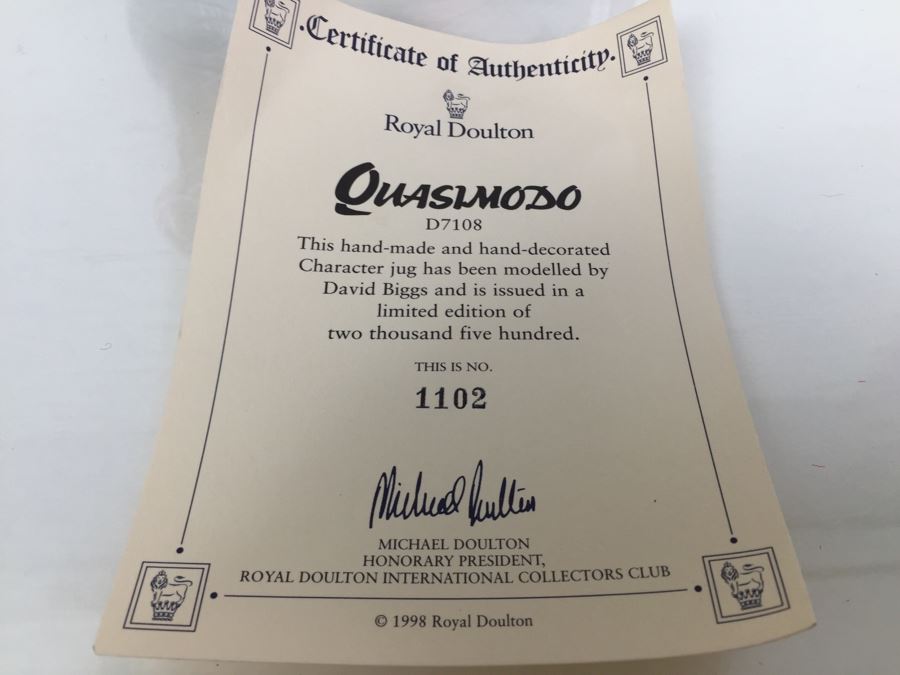 ·Certificate of Authenticity·
Royal Doulton
QUASIMODO
D7108
This hand-made and hand-decorated
Character jug has been modelled by
David Biggs and is issued in a
limited edition of
two thousand five hundred.
THIS IS NO.
1102
Michael Doulton
MICHAEL DOULTON
HONORARY PRESIDENT,
ROYAL DOULTON INTERNATIONAL COLLECTORS CLUB
© 1998 Royal Doulton